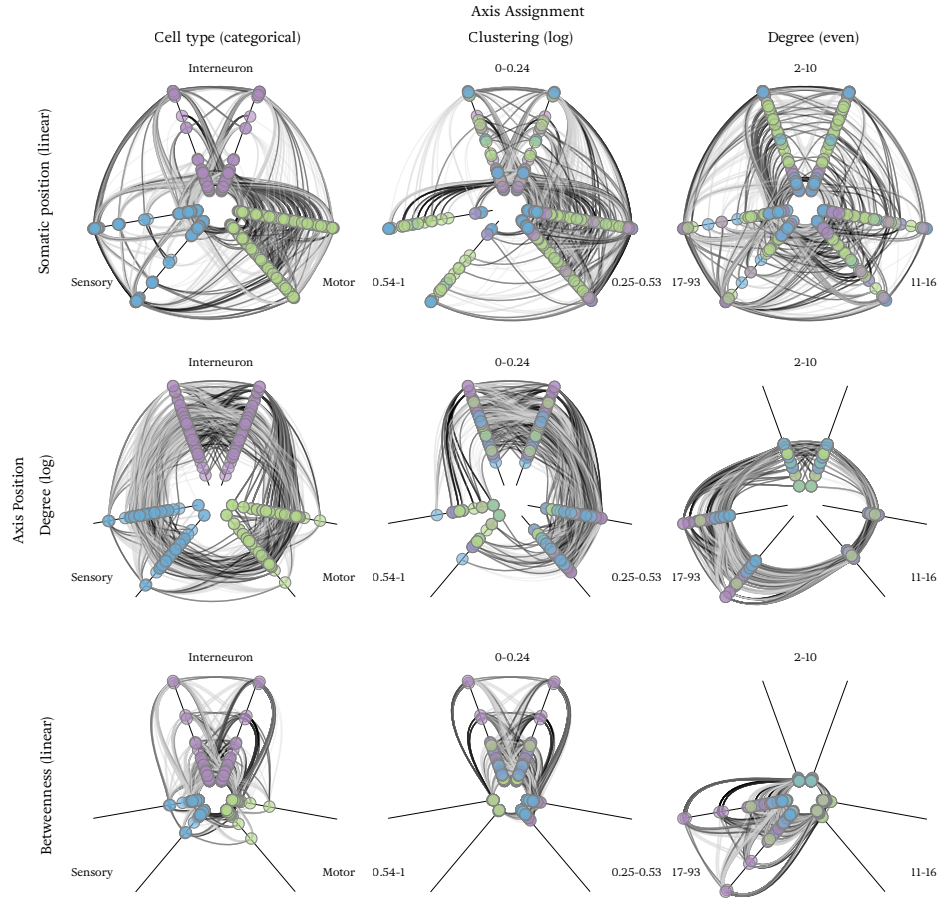 Axis Assignment
Cell type (categorical)
Clustering (log)
Degree (even)
Interneuron
0-0.24
2-10
Somatic position (linear)
Sensory
Motor
0.54-1
0.25-0.53
17-93
11-16
Interneuron
0-0.24
2-10
Axis Position
Degree (log)
Sensory
Motor
0.54-1
0.25-0.53
17-93
11-16
Interneuron
0-0.24
2-10
Betweenness (linear)
Sensory
Motor
0.54-1
0.25-0.53
17-93
11-16